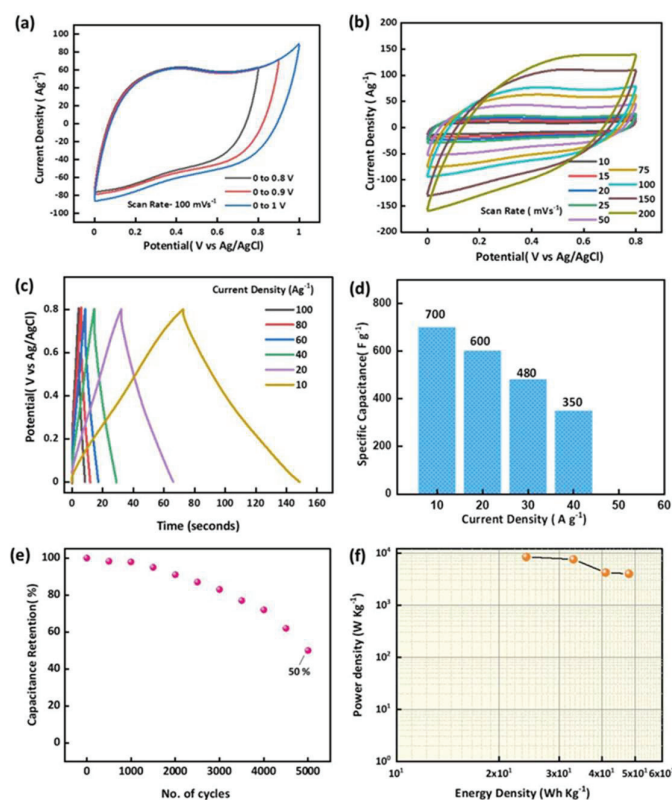 (a)
80
60
40
20
0
-20
-40
-60
-80
-100
Current Density ( Ag⁻¹)
0 to 0.8 V
0 to 0.9 V
Scan Rate- 100 mVs⁻¹
0 to 1 V
0 0.2 0.4 0.6 0.8 1
Potential( V vs Ag/AgCl)
(b)
200
150
100
50
0
-50
-100
-150
-200
Current Density ( Ag⁻¹)
10
15
20
25
50
75
100
150
200
Scan Rate ( mVs⁻¹)
0 0.2 0.4 0.6 0.8
Potential( V vs Ag/AgCl)
(c)
Current Density (Ag⁻¹)
100
80
60
40
20
10
0.8
0.6
0.4
0.2
0
Potential( V vs Ag/AgCl)
0 20 40 60 80 100 120 140 160
Time (seconds)
(d)
800
600
400
200
0
Specific Capacitance( F g⁻¹)
700
600
480
350
10 20 30 40 50 60
Current Density ( A g⁻¹)
(e)
100
80
60
40
20
0
Capacitance Retention( %)
50 %
0 1000 2000 3000 4000 5000
No. of cycles
(f)
10⁴
10³
10²
10¹
10⁰
Power density (W Kg⁻¹)
10¹ 2x10¹ 3x10¹ 4x10¹ 5x10¹ 6x10¹
Energy Density (Wh Kg⁻¹)